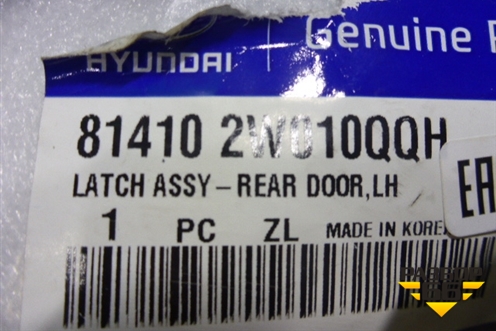 HYUNDAI | Genuine
81410 2W010QQH
LATCH ASSY-REAR DOOR,LH
1 PC ZL MADE IN KORE
EA